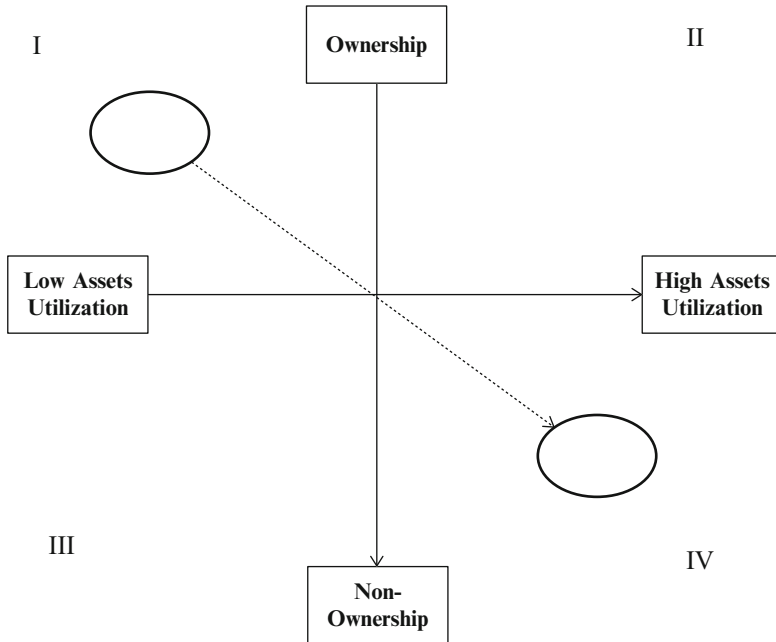 I
Ownership
II
Low Assets
Utilization
High Assets
Utilization
III
Non-
Ownership
IV